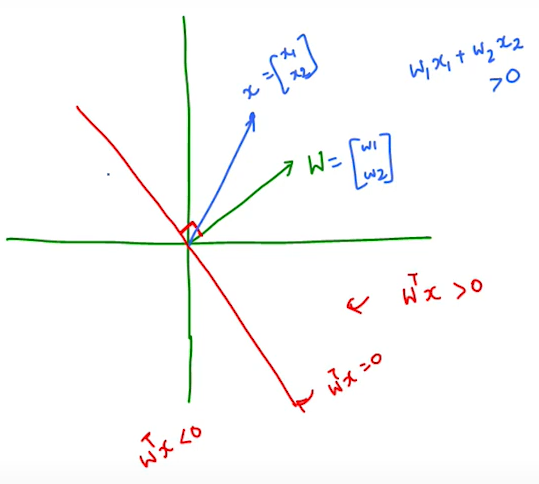 x = [x1
x2]
w1x1 + w2x2
>0
W = [w1
w2]
wᵀx >0
wᵀx=0
wᵀx <0